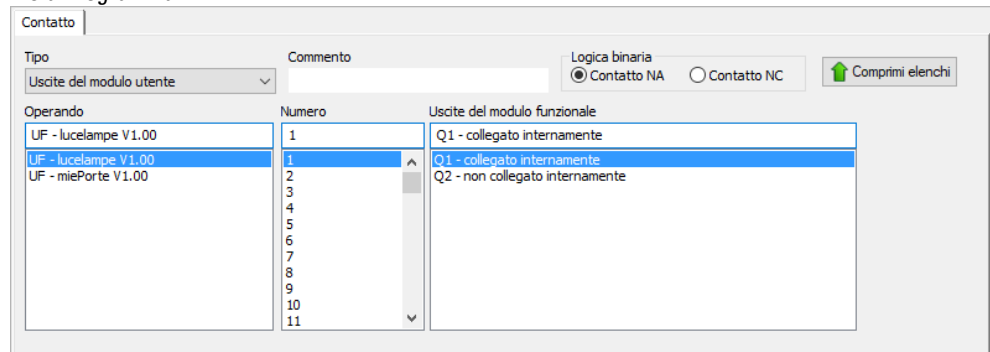 Contatto
Tipo
Commento
Logica binaria
Uscite del modulo utente
Contatto NA
Contatto NC
Comprimi elenchi
Operando
Numero
Uscite del modulo funzionale
UF - lucelampe V1.00
1
Q1 - collegato internamente
UF - lucelampe V1.00
UF - miePorte V1.00
1
2
3
4
5
6
7
8
9
10
11
Q1 - collegato internamente
Q2 - non collegato internamente